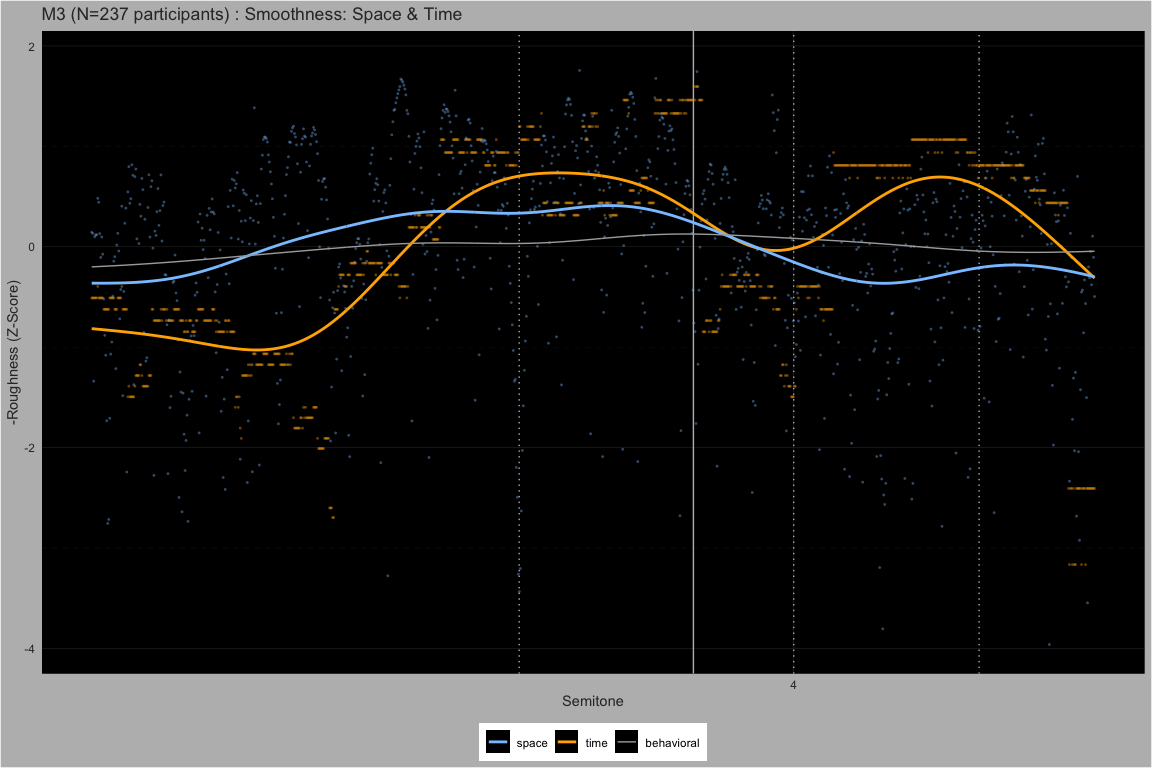 M3 (N=237 participants) : Smoothness: Space & Time
-Roughness (Z-Score)
2
0
-2
-4
4
Semitone
space time behavioral